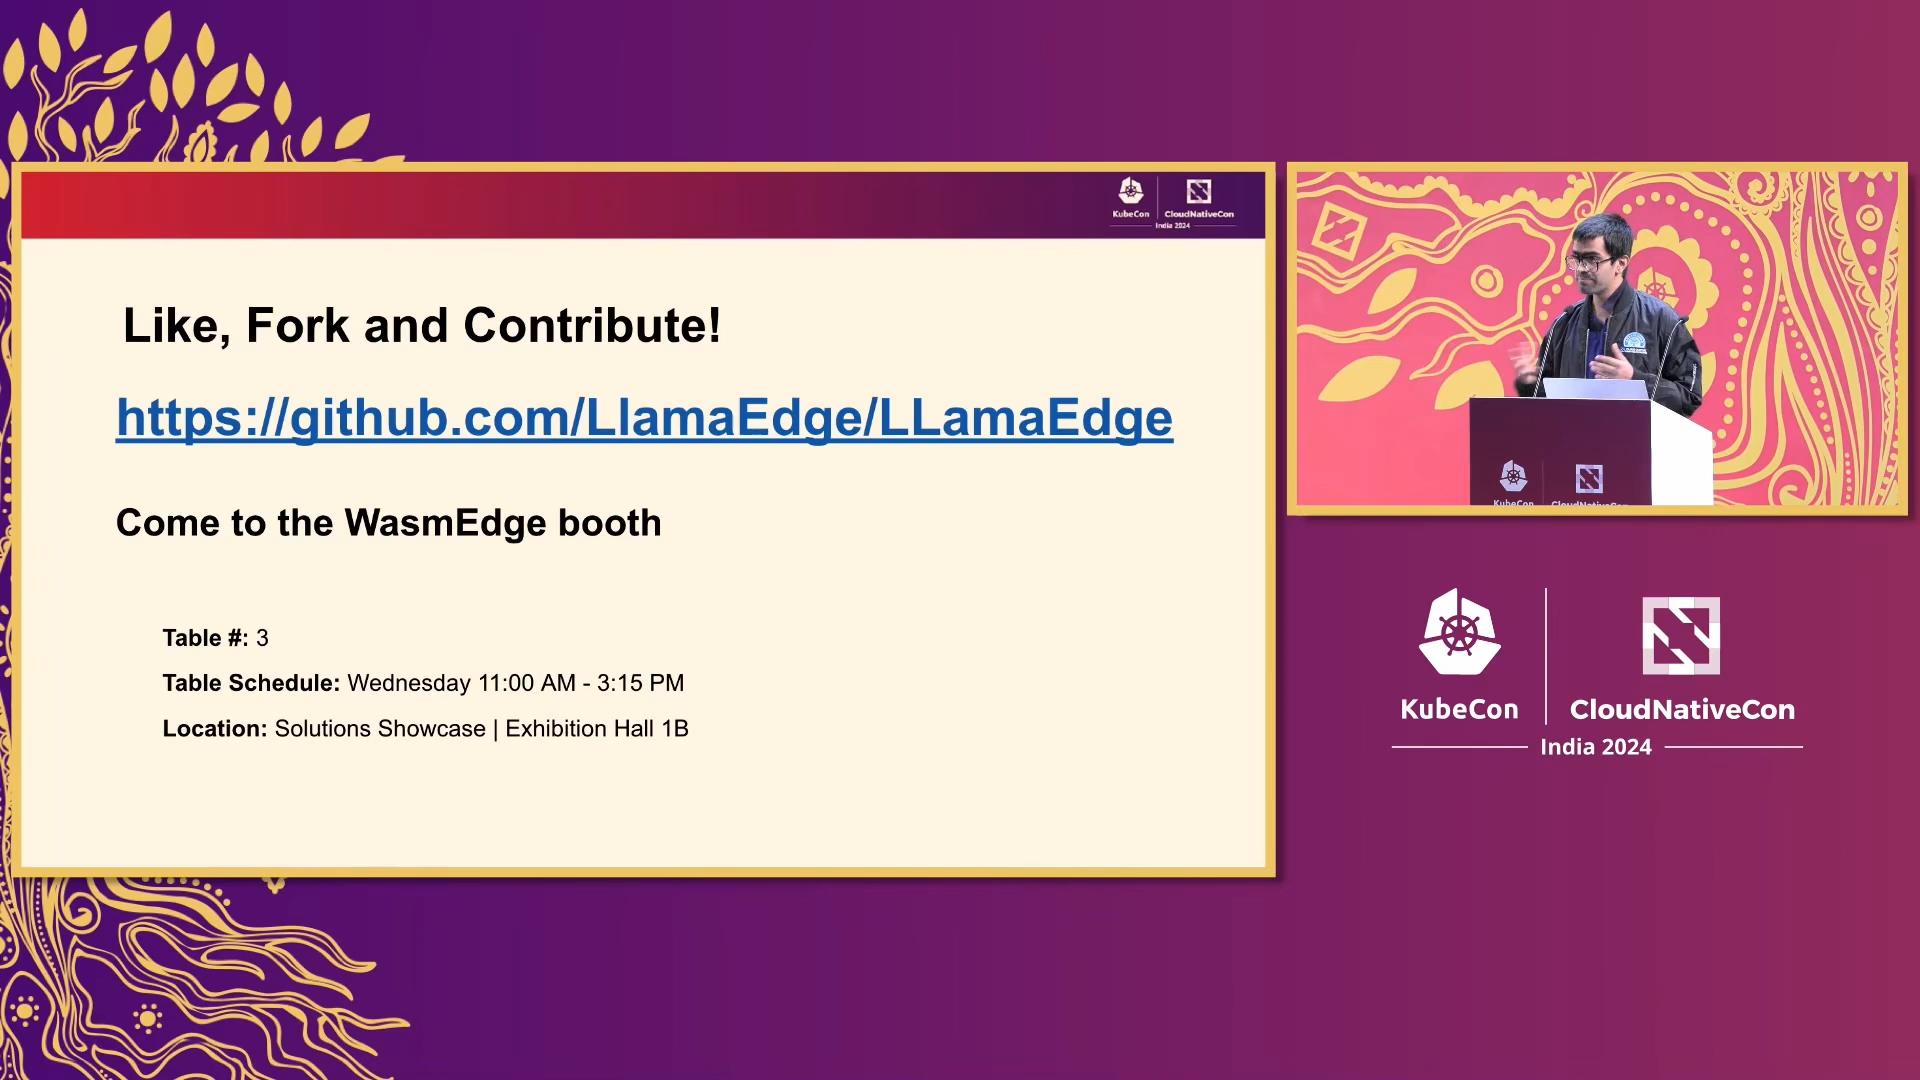 KubeCon
CloudNativeCon
India 2024
Like, Fork and Contribute!
https://github.com/LlamaEdge/LLamaEdge
Come to the WasmEdge booth
Table #: 3
Table Schedule: Wednesday 11:00 AM - 3:15 PM
Location: Solutions Showcase | Exhibition Hall 1B
KubeCon
CloudNativeCon
KubeCon
CloudNativeCon
India 2024